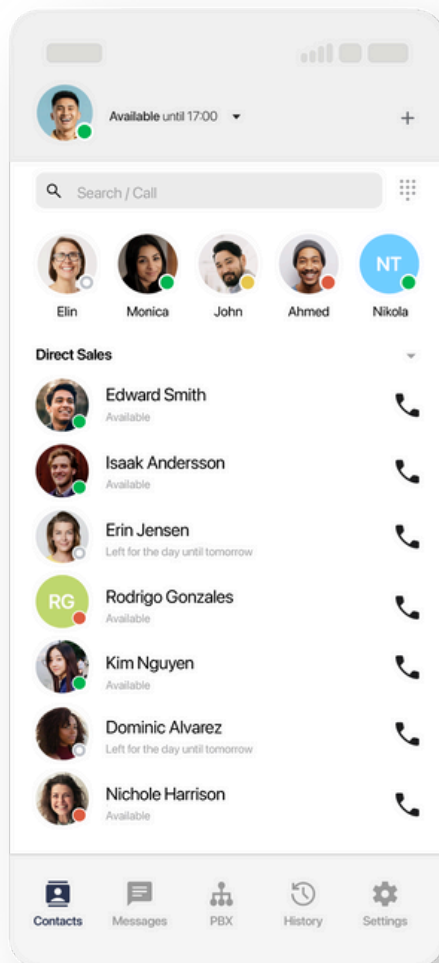 Available until 17:00
Search / Call
NT
Elin Monica John Ahmed Nikola
Direct Sales
Edward Smith
Available
Isaak Andersson
Available
Erin Jensen
Left for the day until tomorrow
RG
Rodrigo Gonzales
Available
Kim Nguyen
Available
Dominic Alvarez
Left for the day until tomorrow
Nichole Harrison
Available
Contacts Messages PBX History Settings